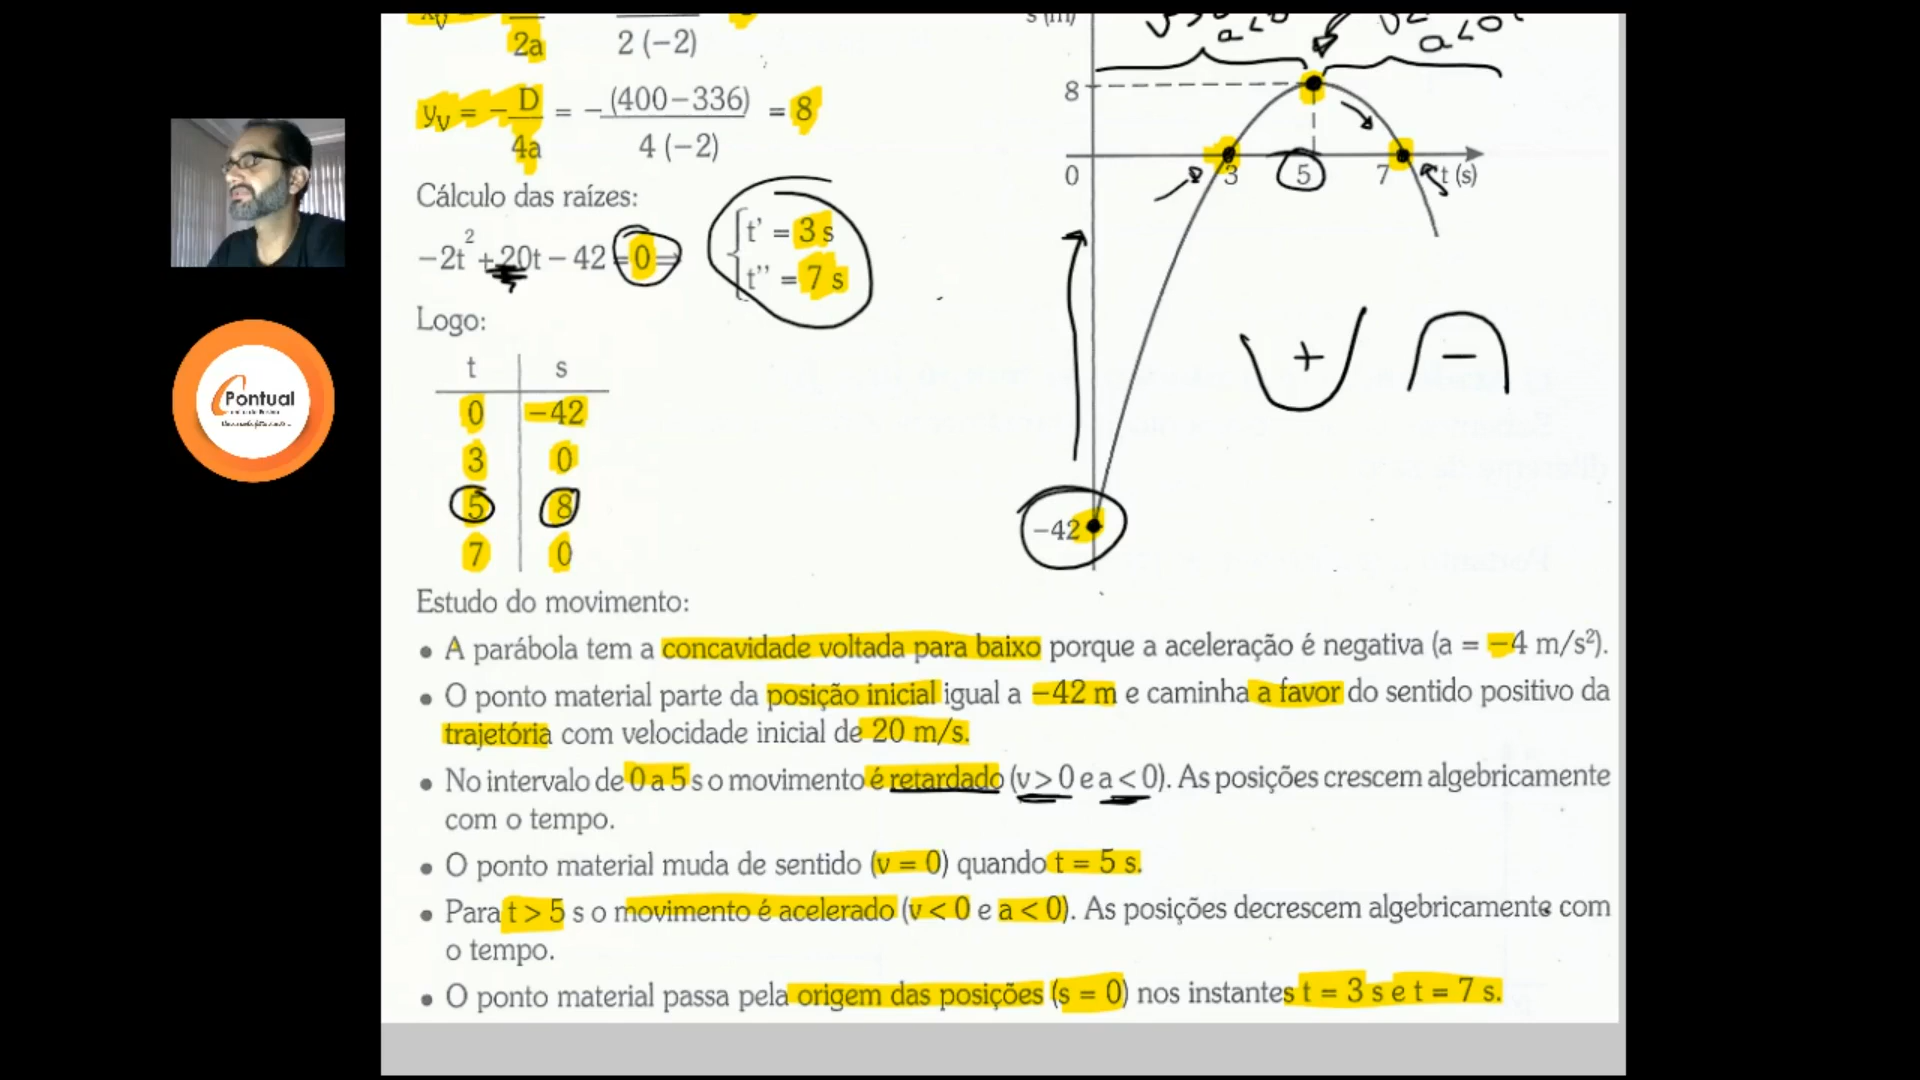 2a
2 (−2)
yv = − D/4a = − (400−336)/4 (−2) = 8
Cálculo das raízes:
−2t² +20t − 42 = 0 ⇒ { t’ = 3 s
t’’ = 7 s
Logo:
t s
0 −42
3 0
5 8
7 0
s (m)
a<0
a<0
8
0 3 5 7 t (s)
−42
+ −
Pontual
Estudo do movimento:
• A parábola tem a concavidade voltada para baixo porque a aceleração é negativa (a = −4 m/s²).
• O ponto material parte da posição inicial igual a −42 m e caminha a favor do sentido positivo da
trajetória com velocidade inicial de 20 m/s.
• No intervalo de 0 a 5 s o movimento é retardado (v > 0 e a < 0). As posições crescem algebricamente
com o tempo.
• O ponto material muda de sentido (v = 0) quando t = 5 s.
• Para t > 5 s o movimento é acelerado (v < 0 e a < 0). As posições decrescem algebricamente com
o tempo.
• O ponto material passa pela origem das posições (s = 0) nos instantes t = 3 s e t = 7 s.